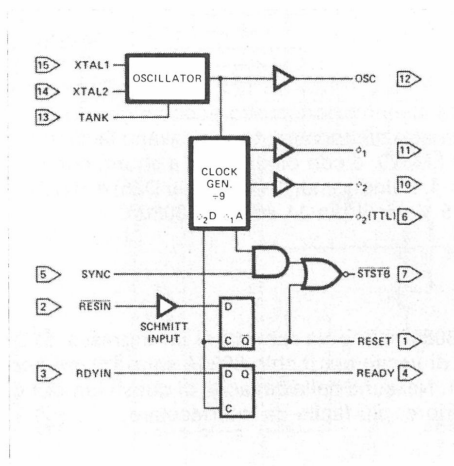 15 XTAL1
14 XTAL2
13 TANK
OSCILLATOR
OSC 12
CLOCK
GEN.
÷9
ϕ2D ϕ1A
ϕ1 11
ϕ2 10
ϕ2(TTL) 6
5 SYNC
STSTB 7
2 RESIN
SCHMITT
INPUT
D
C Q
RESET 1
3 RDYIN
D Q
C
READY 4